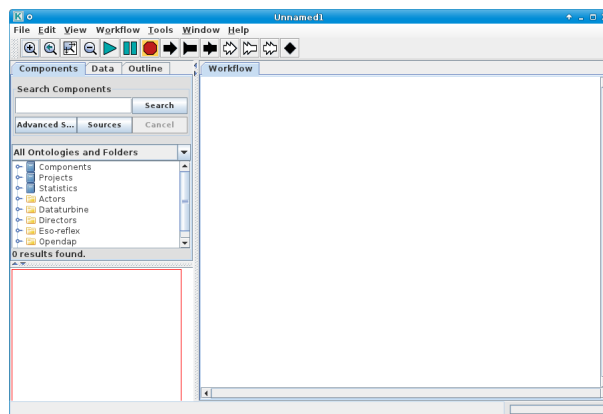 Unnamed1
File Edit View Workflow Tools Window Help
Components Data Outline
Workflow
Search Components
Search
Advanced S... Sources Cancel
All Ontologies and Folders
Components
Projects
Statistics
Actors
Dataturbine
Directors
Eso-reflex
Opendap
0 results found.